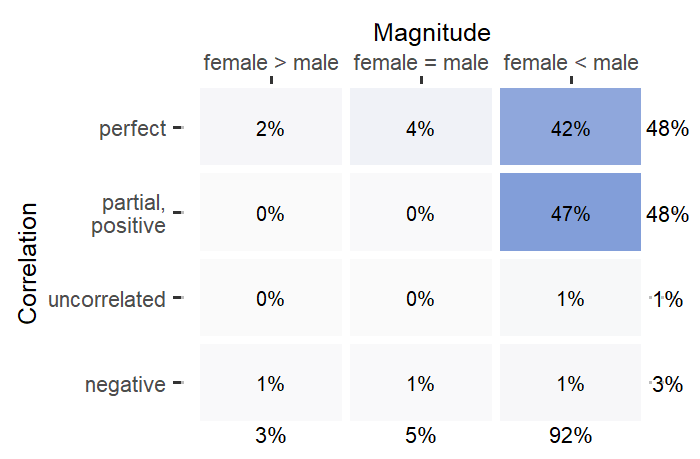 Magnitude
female > male female = male female < male
perfect 2% 4% 42% 48%
partial,
positive 0% 0% 47% 48%
uncorrelated 0% 0% 1% 1%
negative 1% 1% 1% 3%
3% 5% 92%
Correlation